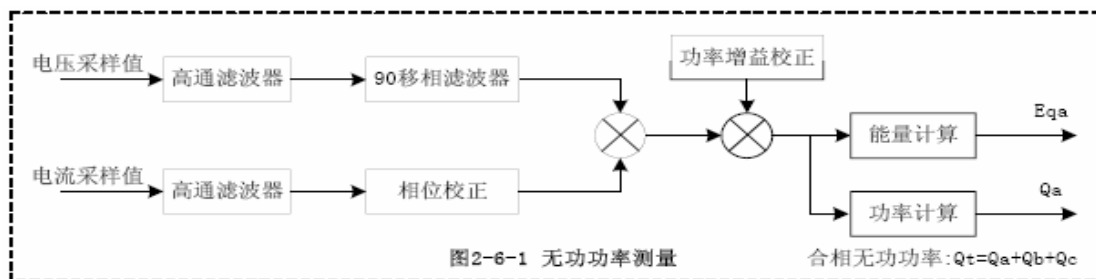 电压采样值
高通滤波器
90移相滤波器
功率增益校正
能量计算
Eqa
电流采样值
高通滤波器
相位校正
功率计算
Qa
图2-6-1 无功功率测量
合相无功功率:Qt=Qa+Qb+Qc